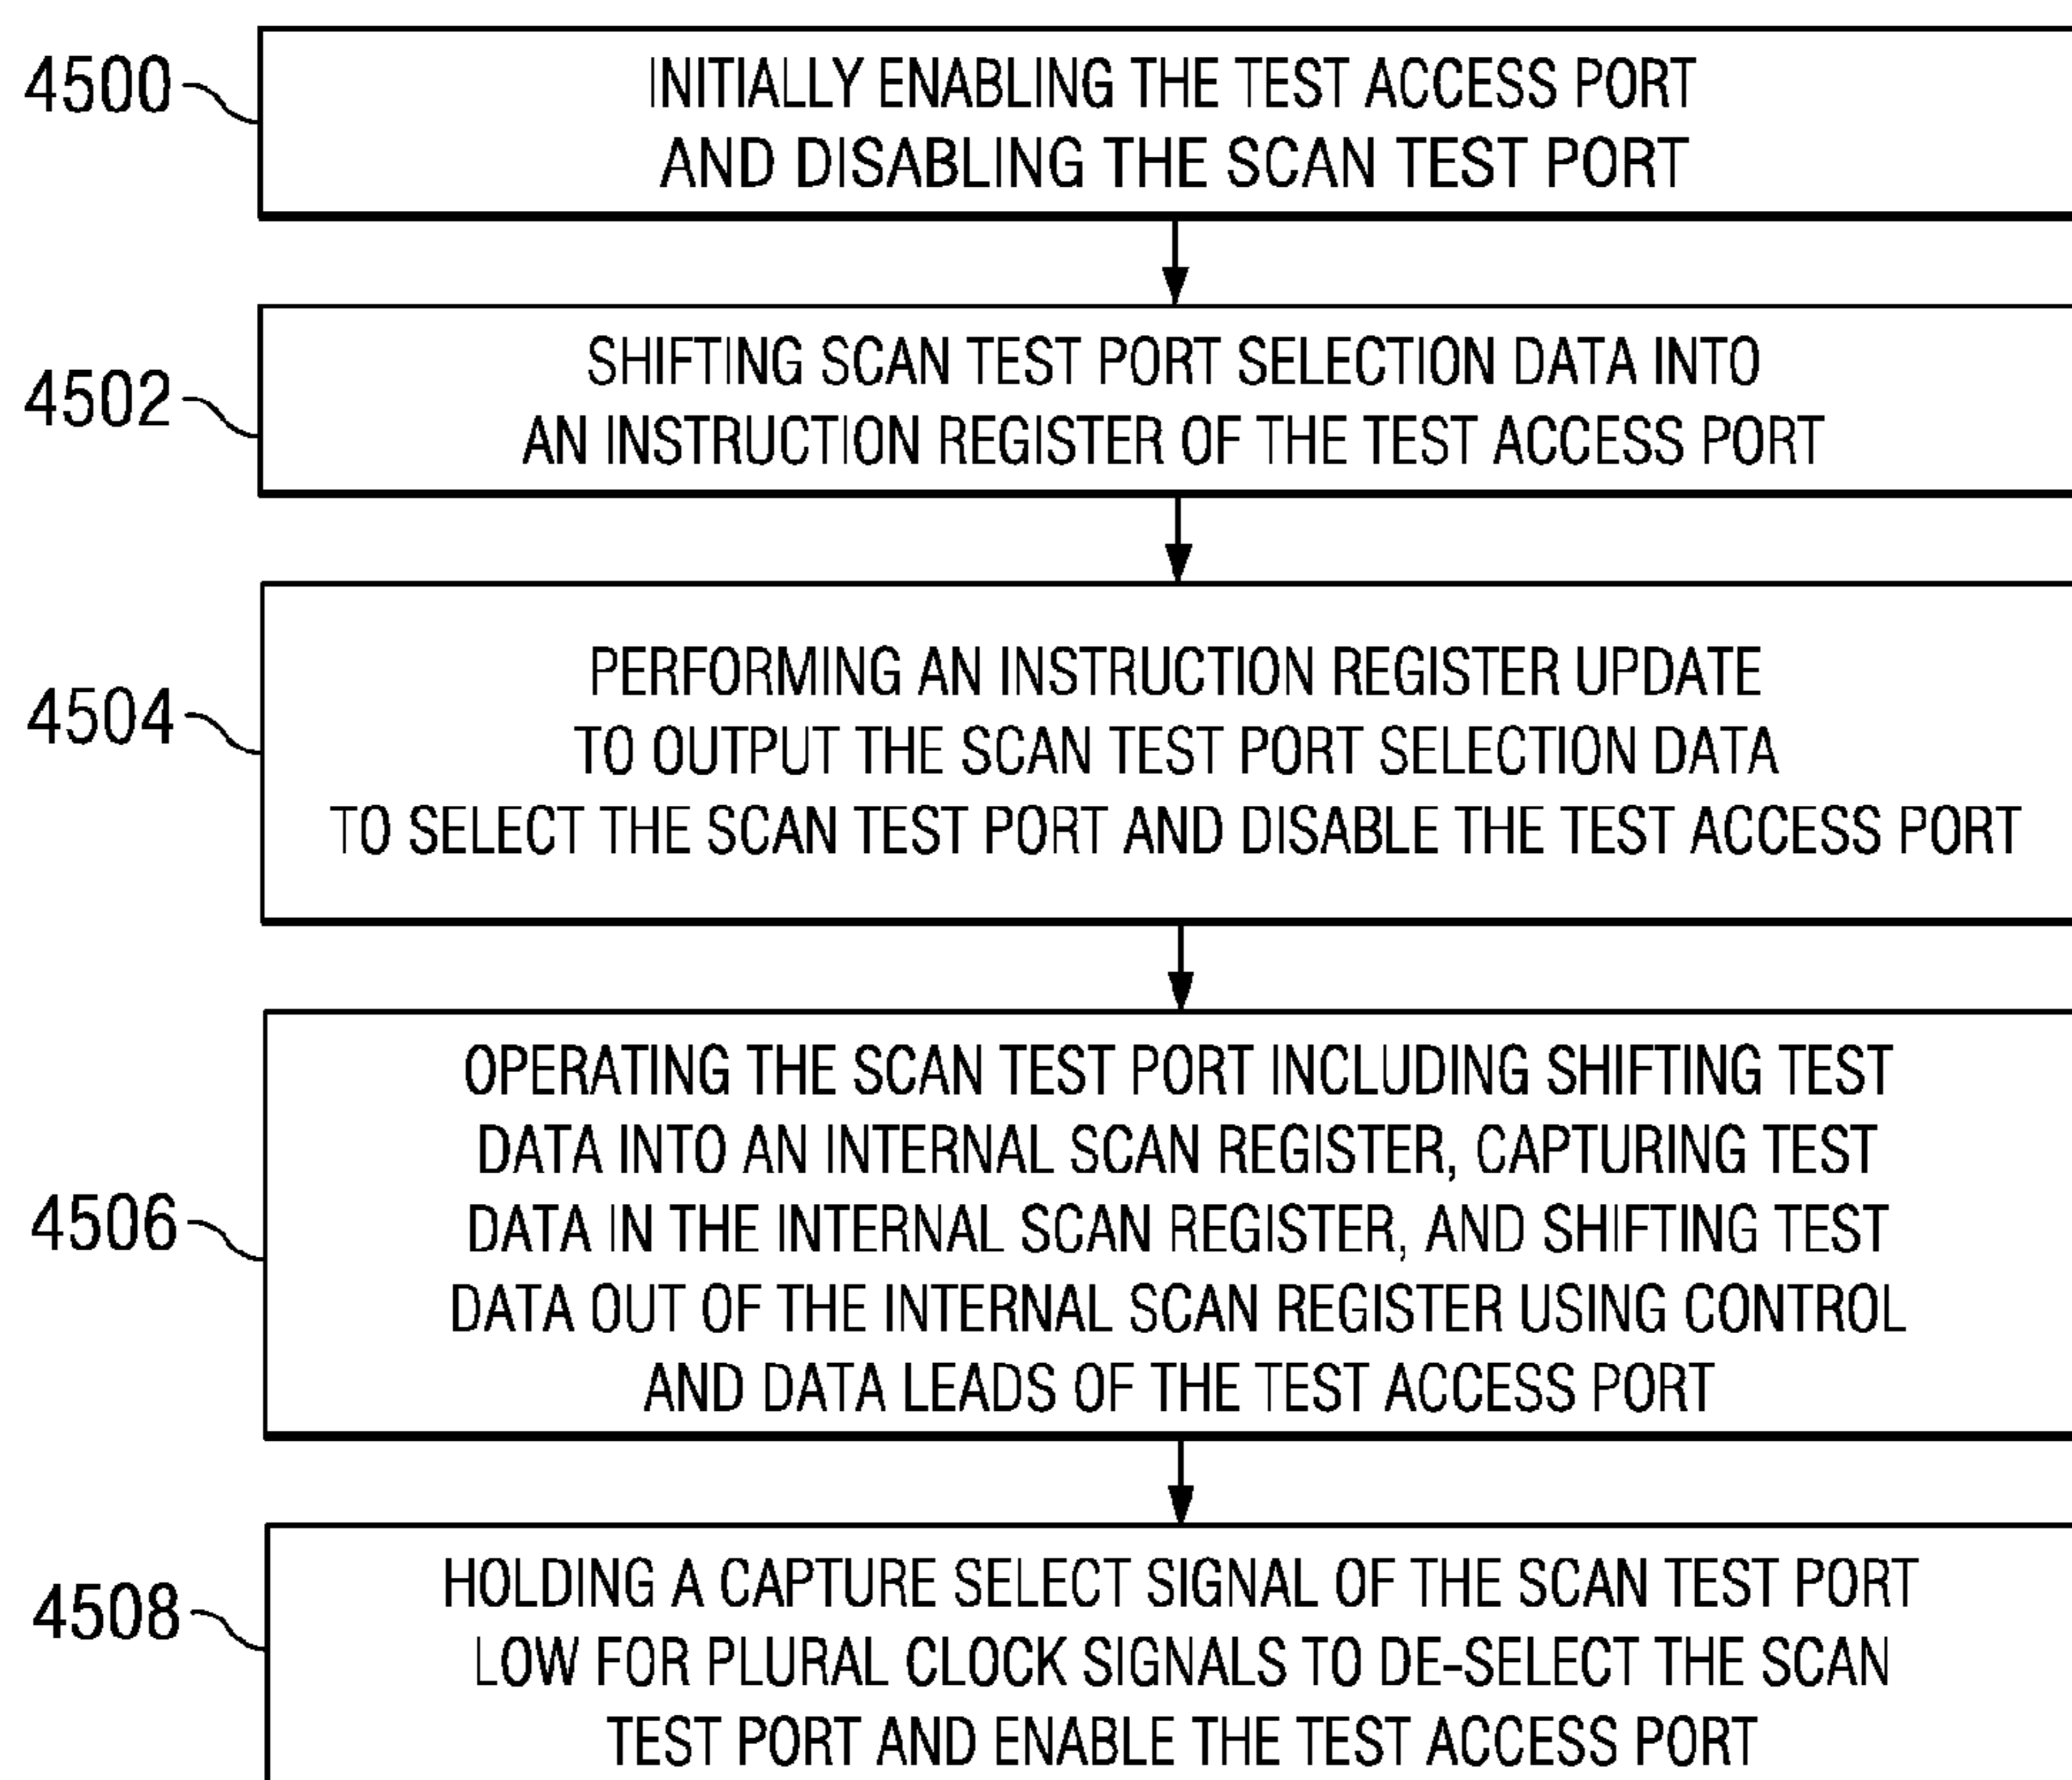 4500
INITIALLY ENABLING THE TEST ACCESS PORT
AND DISABLING THE SCAN TEST PORT
4502
SHIFTING SCAN TEST PORT SELECTION DATA INTO
AN INSTRUCTION REGISTER OF THE TEST ACCESS PORT
4504
PERFORMING AN INSTRUCTION REGISTER UPDATE
TO OUTPUT THE SCAN TEST PORT SELECTION DATA
TO SELECT THE SCAN TEST PORT AND DISABLE THE TEST ACCESS PORT
4506
OPERATING THE SCAN TEST PORT INCLUDING SHIFTING TEST
DATA INTO AN INTERNAL SCAN REGISTER, CAPTURING TEST
DATA IN THE INTERNAL SCAN REGISTER, AND SHIFTING TEST
DATA OUT OF THE INTERNAL SCAN REGISTER USING CONTROL
AND DATA LEADS OF THE TEST ACCESS PORT
4508
HOLDING A CAPTURE SELECT SIGNAL OF THE SCAN TEST PORT
LOW FOR PLURAL CLOCK SIGNALS TO DE-SELECT THE SCAN
TEST PORT AND ENABLE THE TEST ACCESS PORT